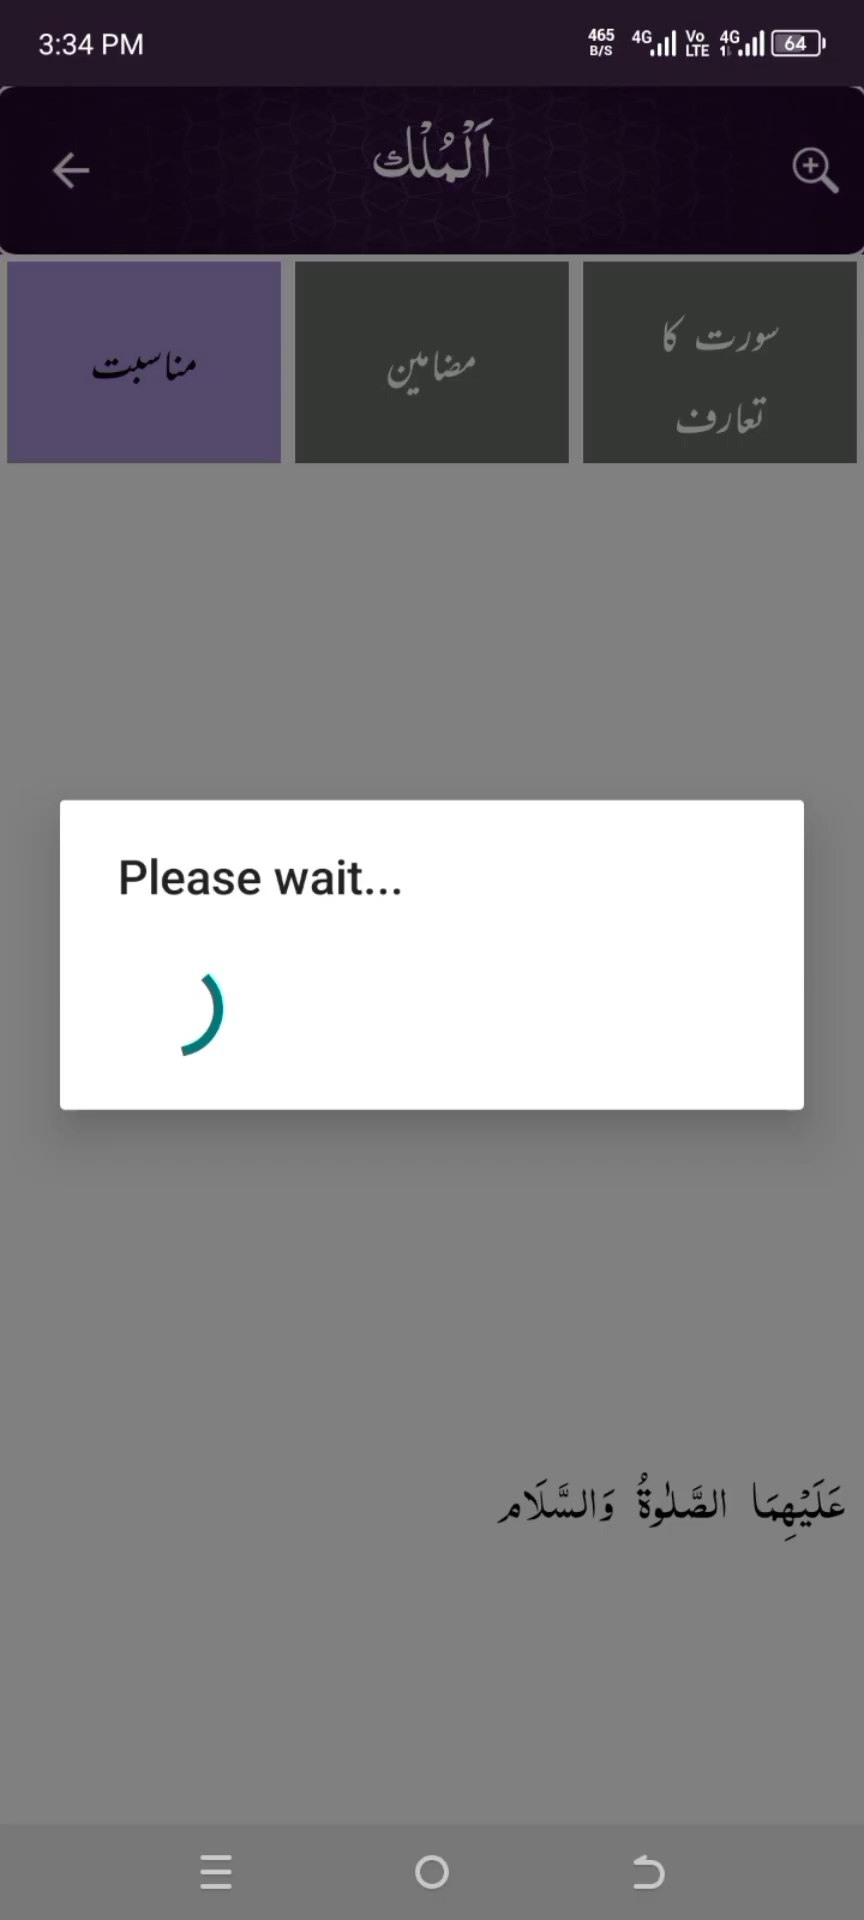 3:34 PM 465 B/S 4G Vo LTE 4G 64
اَلْمُلْك
سورت کا تعارف
مضامین
مناسبت
Please wait...
عَلَيْهِمَا الصَّلٰوةُ وَالسَّلَام